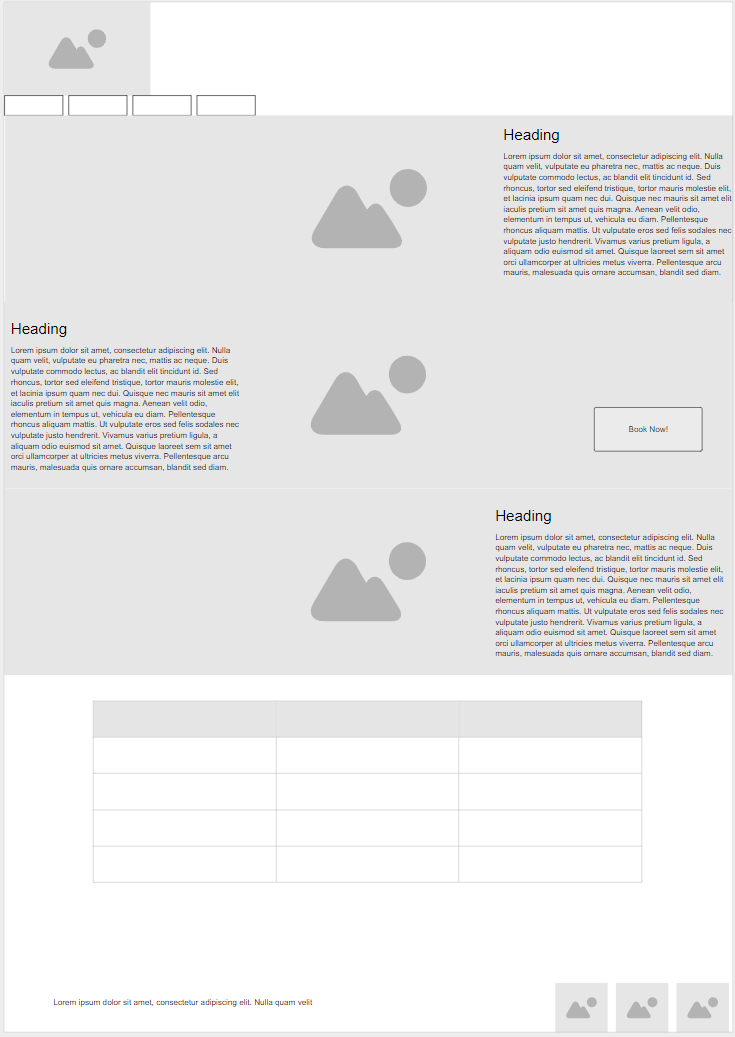 Heading
Lorem ipsum dolor sit amet, consectetur adipiscing elit. Nulla
quam velit, vulputate eu pharetra nec, mattis ac neque. Duis
vulputate commodo lectus, ac blandit elit tincidunt id. Sed
rhoncus, tortor sed eleifend tristique, tortor mauris molestie elit,
et lacinia ipsum quam nec dui. Quisque nec mauris sit amet elit
iaculis pretium sit amet quis magna. Aenean velit odio,
elementum in tempus ut, vehicula eu diam. Pellentesque
rhoncus aliquam mattis. Ut vulputate eros sed felis sodales nec
vulputate justo hendrerit. Vivamus varius pretium ligula, a
aliquam odio euismod sit amet. Quisque laoreet sem sit amet
orci ullamcorper at ultricies metus viverra. Pellentesque arcu
mauris, malesuada quis ornare accumsan, blandit sed diam.
Heading
Lorem ipsum dolor sit amet, consectetur adipiscing elit. Nulla
quam velit, vulputate eu pharetra nec, mattis ac neque. Duis
vulputate commodo lectus, ac blandit elit tincidunt id. Sed
rhoncus, tortor sed eleifend tristique, tortor mauris molestie elit,
et lacinia ipsum quam nec dui. Quisque nec mauris sit amet elit
iaculis pretium sit amet quis magna. Aenean velit odio,
elementum in tempus ut, vehicula eu diam. Pellentesque
rhoncus aliquam mattis. Ut vulputate eros sed felis sodales nec
vulputate justo hendrerit. Vivamus varius pretium ligula, a
aliquam odio euismod sit amet. Quisque laoreet sem sit amet
orci ullamcorper at ultricies metus viverra. Pellentesque arcu
mauris, malesuada quis ornare accumsan, blandit sed diam.
Book Now!
Heading
Lorem ipsum dolor sit amet, consectetur adipiscing elit. Nulla
quam velit, vulputate eu pharetra nec, mattis ac neque. Duis
vulputate commodo lectus, ac blandit elit tincidunt id. Sed
rhoncus, tortor sed eleifend tristique, tortor mauris molestie elit,
et lacinia ipsum quam nec dui. Quisque nec mauris sit amet elit
iaculis pretium sit amet quis magna. Aenean velit odio,
elementum in tempus ut, vehicula eu diam. Pellentesque
rhoncus aliquam mattis. Ut vulputate eros sed felis sodales nec
vulputate justo hendrerit. Vivamus varius pretium ligula, a
aliquam odio euismod sit amet. Quisque laoreet sem sit amet
orci ullamcorper at ultricies metus viverra. Pellentesque arcu
mauris, malesuada quis ornare accumsan, blandit sed diam.
Lorem ipsum dolor sit amet, consectetur adipiscing elit. Nulla quam velit